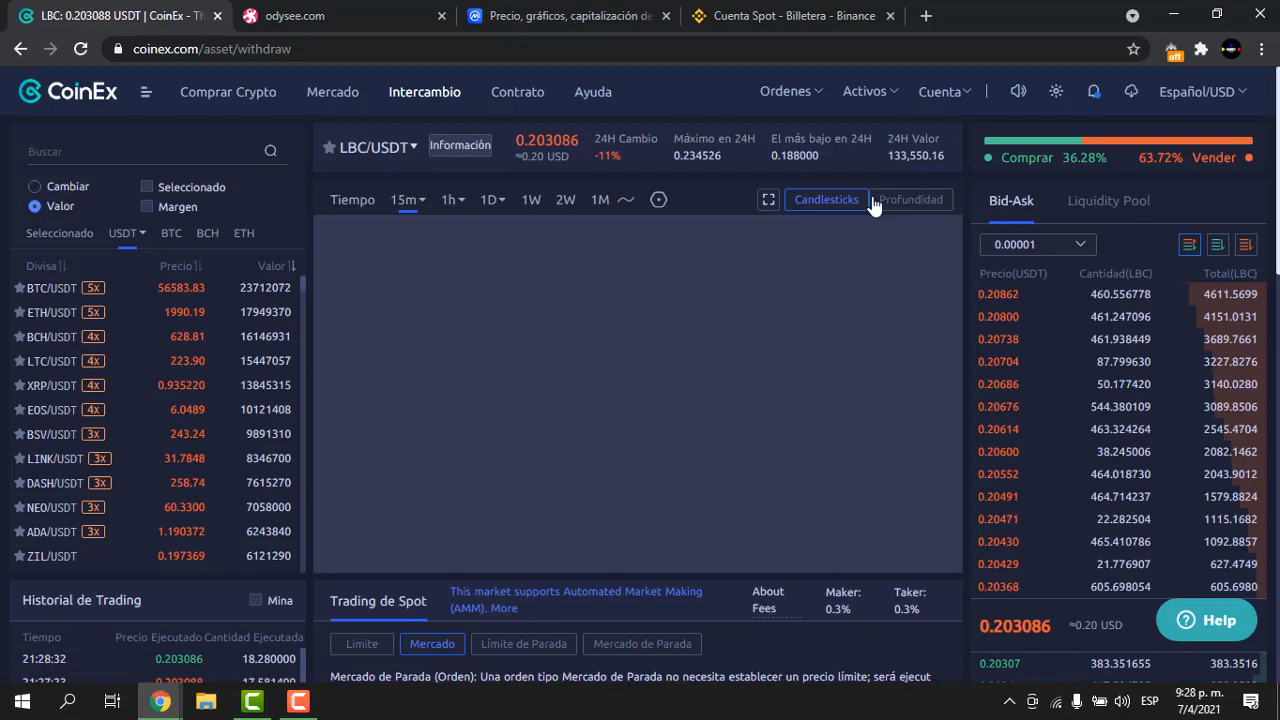 LBC: 0.203088 USDT | CoinEx - Th
odysee.com
Precio, gráficos, capitalización de
Cuenta Spot - Billetera - Binance
coinex.com/asset/withdraw
off
CoinEx
Comprar Crypto
Mercado
Intercambio
Contrato
Ayuda
Ordenes
Activos
Cuenta
Español/USD
Buscar
Cambiar
Seleccionado
Valor
Margen
Seleccionado USDT BTC BCH ETH
Divisa Precio Valor
BTC/USDT 5x 56583.83 23712072
ETH/USDT 5x 1990.19 17949370
BCH/USDT 4x 628.81 16146931
LTC/USDT 4x 223.90 15447057
XRP/USDT 4x 0.935220 13845315
EOS/USDT 4x 6.0489 10121408
BSV/USDT 3x 243.24 9891310
LINK/USDT 3x 31.7848 8346700
DASH/USDT 3x 258.74 7615270
NEO/USDT 3x 60.3300 7058000
ADA/USDT 3x 1.190372 6243840
ZIL/USDT 0.197369 6121290
Historial de Trading
Mina
Tiempo Precio Ejecutado Cantidad Ejecutada
21:28:32 0.203086 18.280000
LBC/USDT
Información
0.203086
≈0.20 USD
24H Cambio
-11%
Máximo en 24H
0.234526
El más bajo en 24H
0.188000
24H Valor
133,550.16
Tiempo 15m 1h 1D 1W 2W 1M
Candlesticks
Profundidad
Trading de Spot
This market supports Automated Market Making
(AMM). More
About
Fees
Maker:
0.3%
Taker:
0.3%
Límite
Mercado
Límite de Parada
Mercado de Parada
Mercado de Parada (Orden): Una orden tipo Mercado de Parada no necesita establecer un precio límite; será ejecut
Comprar 36.28%
63.72% Vender
Bid-Ask
Liquidity Pool
0.00001
Precio(USDT) Cantidad(LBC) Total(LBC)
0.20862 460.556778 4611.5699
0.20800 461.247096 4151.0131
0.20738 461.938449 3689.7661
0.20704 87.799630 3227.8276
0.20686 50.177420 3140.0280
0.20676 544.380109 3089.8506
0.20614 463.324264 2545.4704
0.20600 38.245006 2082.1462
0.20552 464.018730 2043.9012
0.20491 464.714237 1579.8824
0.20471 22.282504 1115.1682
0.20430 465.410786 1092.8857
0.20429 21.776907 627.4749
0.20368 605.698054 605.6980
0.203086 ≈0.20 USD
Help
0.20307 383.351655 383.3516
ESP
9:28 p. m.
7/4/2021